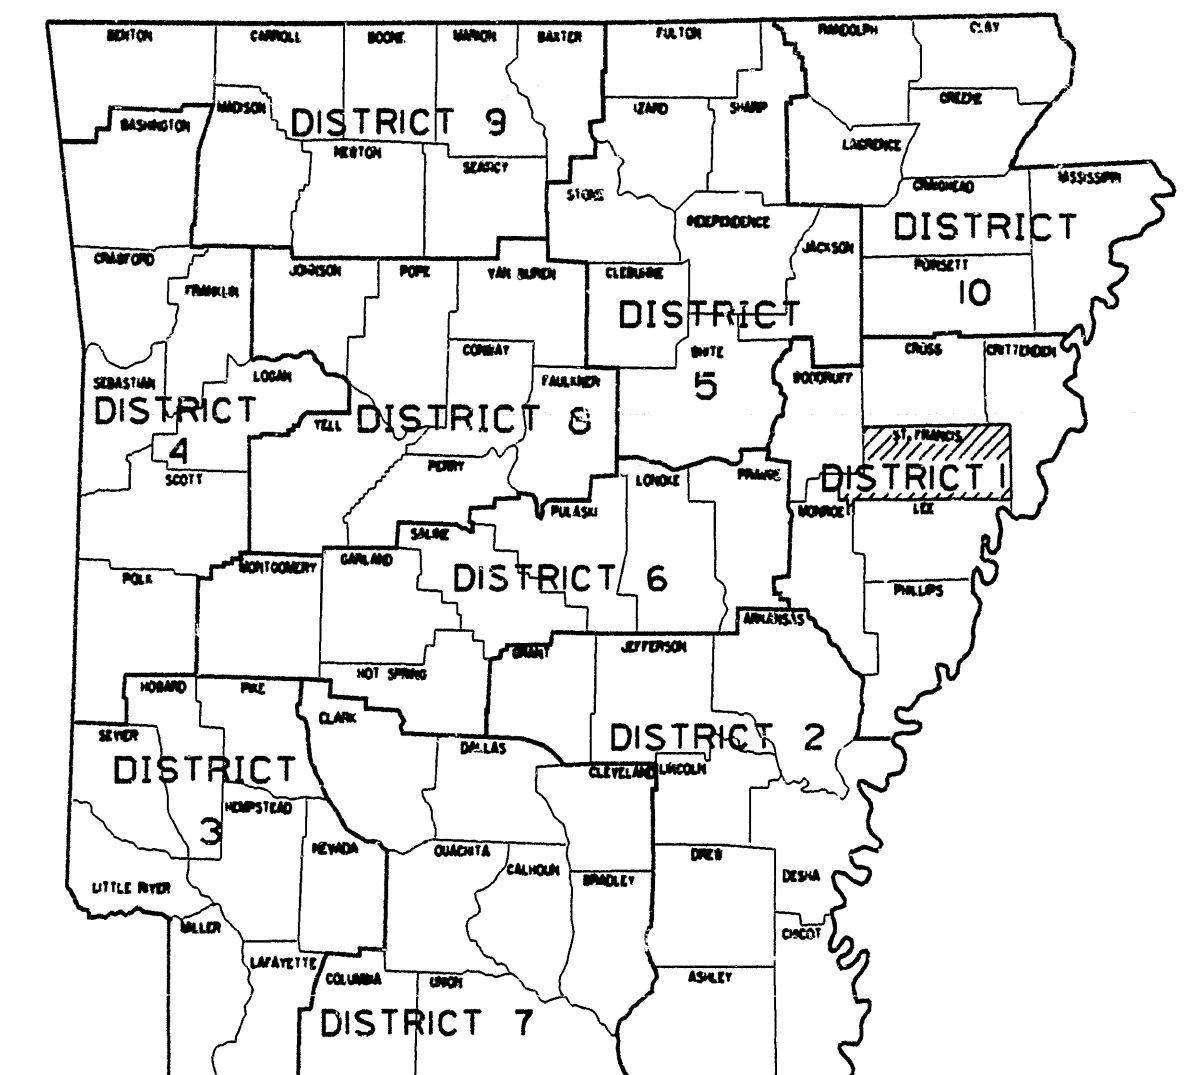 BENTON
CARROLL
BOONE
MARION
BAXTER
FULTON
RANDOLPH
CLAY
WASHINGTON
MADISON
IZARD
SHARP
GREENE
LAWRENCE
DISTRICT 9
NEWTON
SEARCY
STONE
CRAIGHEAD
MISSISSIPPI
INDEPENDENCE
JACKSON
DISTRICT
10
POINSETT
CRAWFORD
FRANKLIN
JOHNSON
POPE
VAN BUREN
CLEBURNE
DISTRICT
5
WHITE
CROSS
CRITTENDEN
WOODRUFF
SEBASTIAN
LOGAN
CONWAY
FAULKNER
DISTRICT
4
YELL
DISTRICT 8
ST. FRANCIS
DISTRICT 1
SCOTT
PERRY
LONOKE
PRAIRIE
MONROE
LEE
PULASKI
SALINE
POLK
MONTGOMERY
GARLAND
DISTRICT 6
PHILLIPS
ARKANSAS
GRANT
JEFFERSON
HOT SPRING
HOWARD
PIKE
CLARK
SEVIER
DALLAS
DISTRICT 2
CLEVELAND
LINCOLN
DISTRICT
3
HEMPSTEAD
NEVADA
OUACHITA
CALHOUN
BRADLEY
DREW
DESHA
LITTLE RIVER
MILLER
CHICOT
LAFAYETTE
COLUMBIA
UNION
ASHLEY
DISTRICT 7